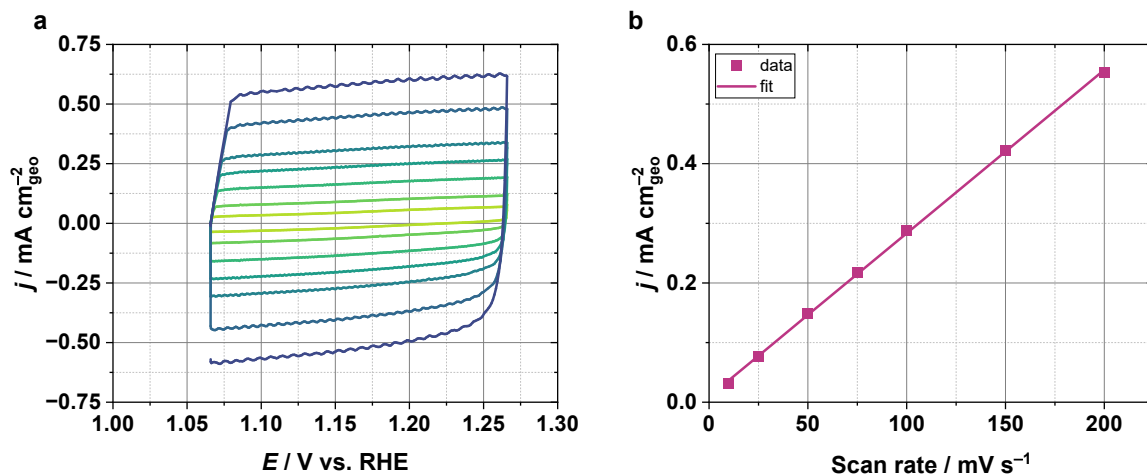 a
0.75
0.50
0.25
0.00
−0.25
−0.50
−0.75
j / mA cm⁻²geo
1.00 1.05 1.10 1.15 1.20 1.25 1.30
E / V vs. RHE
b
0.6
0.4
0.2
0.0
j / mA cm⁻²geo
data
fit
0 50 100 150 200
Scan rate / mV s⁻¹